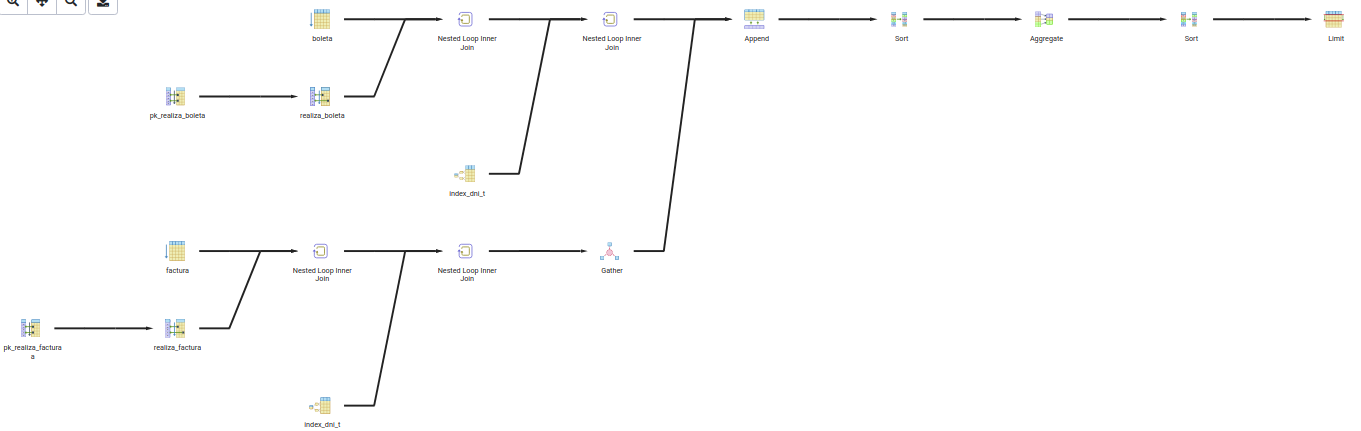 boleta
Nested Loop Inner
Join
Nested Loop Inner
Join
Append
Sort
Aggregate
Sort
Limit
pk_realiza_boleta
realiza_boleta
index_dni_t
factura
Nested Loop Inner
Join
Nested Loop Inner
Join
Gather
pk_realiza_factur
a
realiza_factura
index_dni_t